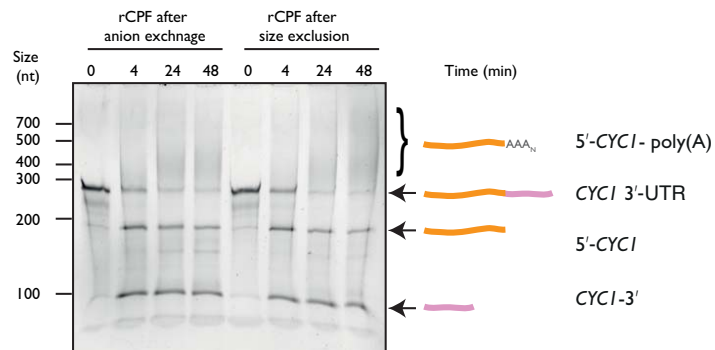 rCPF after
anion exchnage
rCPF after
size exclusion
Size
(nt)
0 4 24 48 0 4 24 48 Time (min)
700
500
400
300
200
100
AAA_N 5′-CYC1- poly(A)
CYC1 3′-UTR
5′-CYC1
CYC1-3′